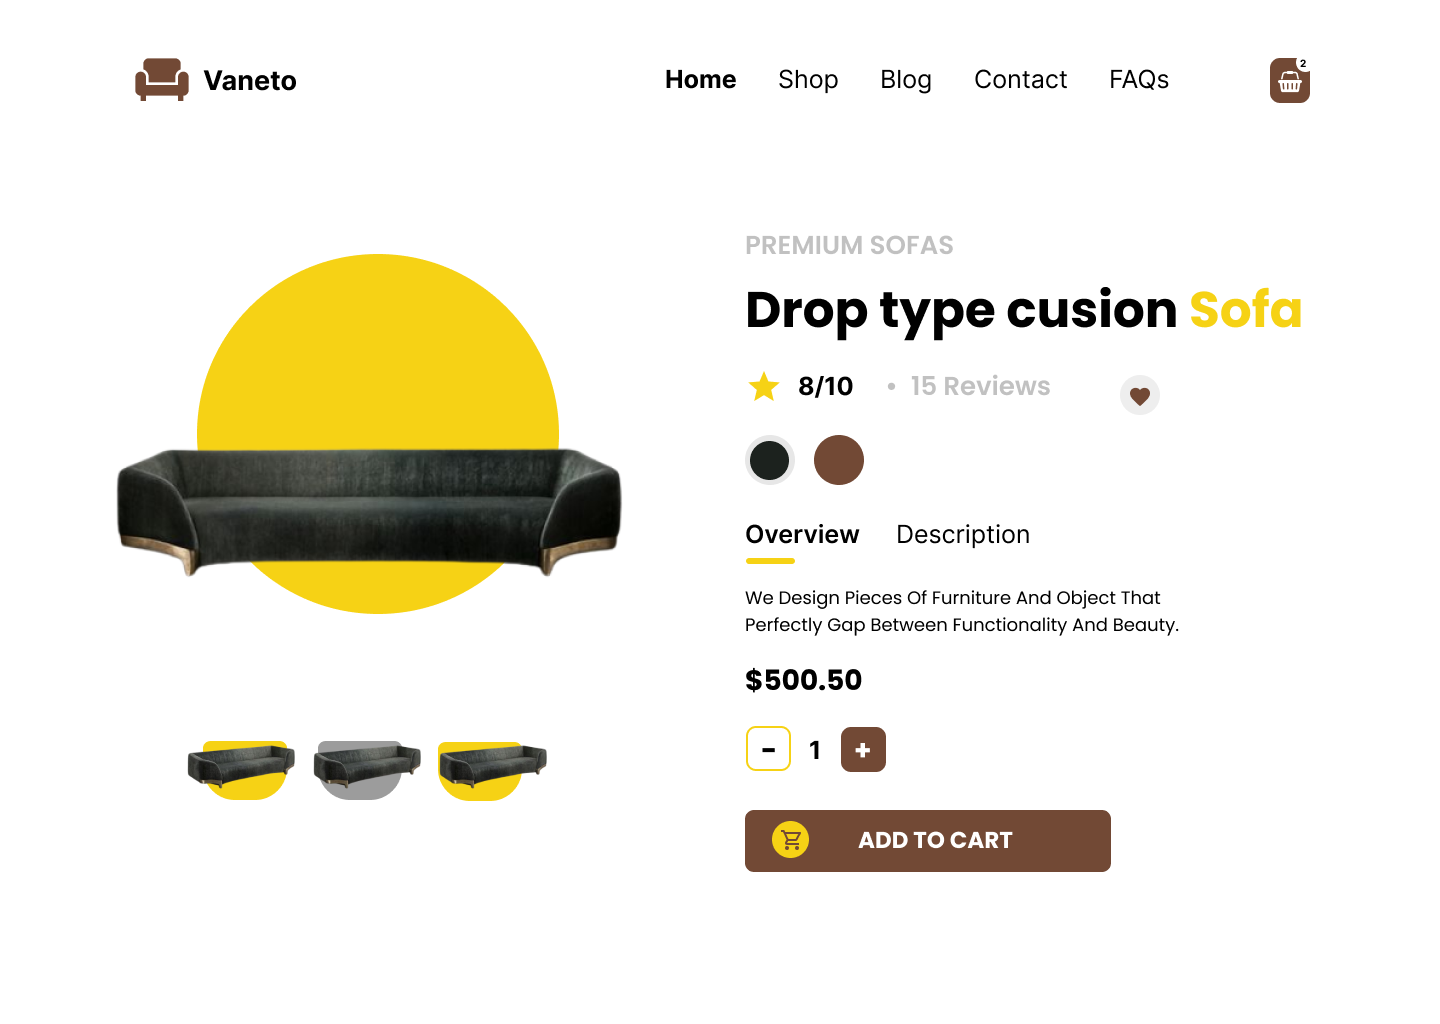 Vaneto
Home Shop Blog Contact FAQs
2
PREMIUM SOFAS
Drop type cusion Sofa
8/10 • 15 Reviews
Overview Description
We Design Pieces Of Furniture And Object That
Perfectly Gap Between Functionality And Beauty.
$500.50
- 1 +
ADD TO CART